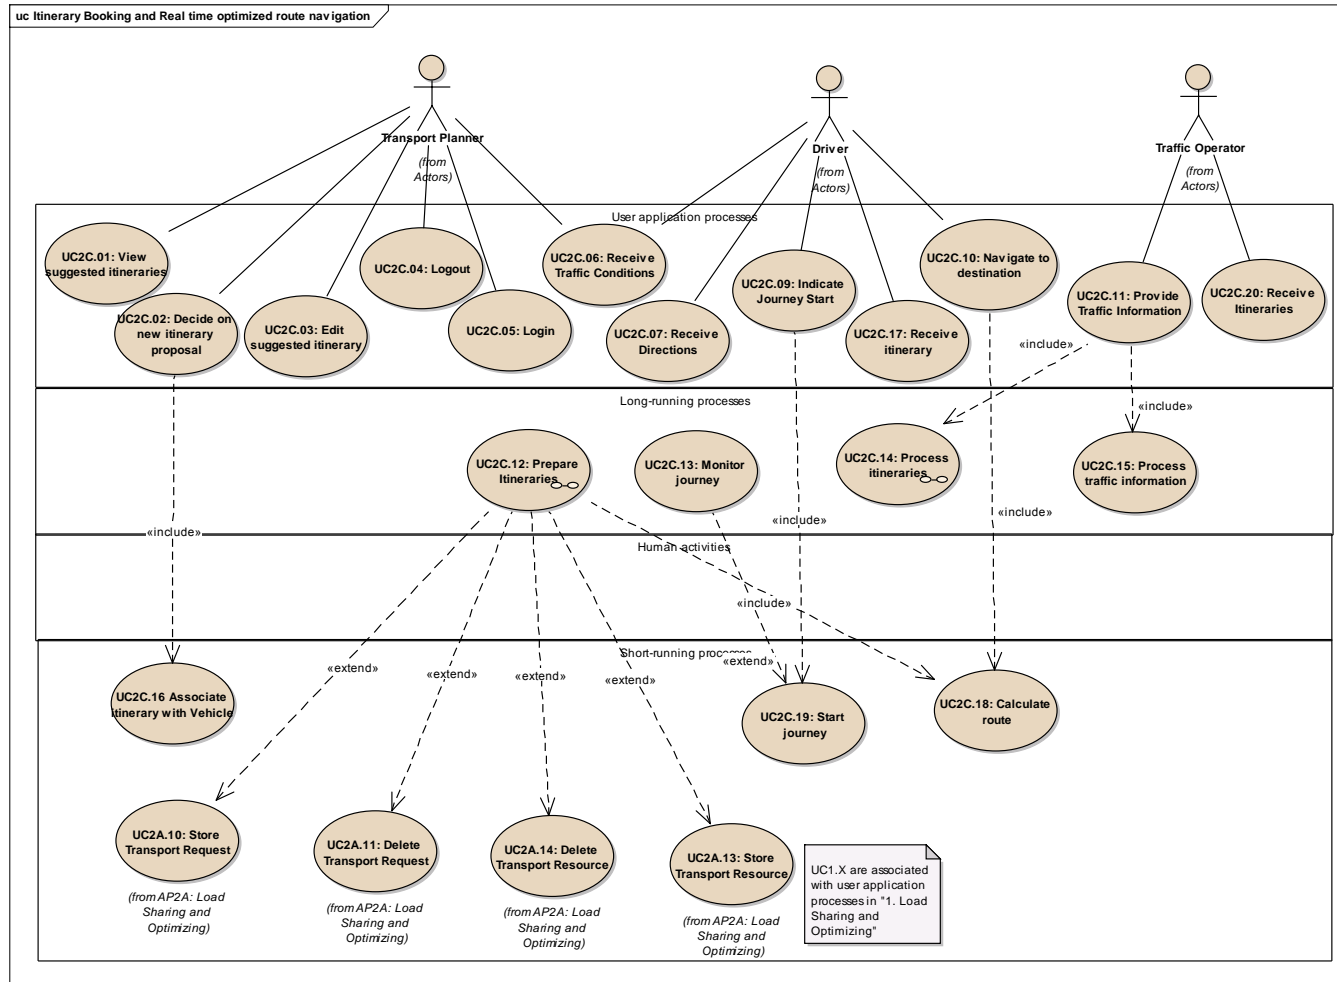 uc Itinerary Booking and Real time optimized route navigation
Transport Planner
(from
Actors)
Driver
(from
Actors)
Traffic Operator
(from
Actors)
User application processes
UC2C.01: View
suggested itineraries
UC2C.02: Decide on
new itinerary
proposal
UC2C.03: Edit
suggested itinerary
UC2C.04: Logout
UC2C.05: Login
UC2C.06: Receive
Traffic Conditions
UC2C.07: Receive
Directions
UC2C.09: Indicate
Journey Start
UC2C.17: Receive
itinerary
UC2C.10: Navigate to
destination
UC2C.11: Provide
Traffic Information
UC2C.20: Receive
Itineraries
«include»
«include»
Long-running processes
UC2C.12: Prepare
Itineraries
UC2C.13: Monitor
journey
UC2C.14: Process
itineraries
UC2C.15: Process
traffic information
«include»
«include»
«include»
Human activities
«include»
Short-running processes
«extend»
«extend»
«extend»
«extend»
«extend»
UC2C.16 Associate
itinerary with Vehicle
UC2C.19: Start
journey
UC2C.18: Calculate
route
UC2A.10: Store
Transport Request
(from AP2A: Load
Sharing and
Optimizing)
UC2A.11: Delete
Transport Request
(from AP2A: Load
Sharing and
Optimizing)
UC2A.14: Delete
Transport Resource
(from AP2A: Load
Sharing and
Optimizing)
UC2A.13: Store
Transport Resource
(from AP2A: Load
Sharing and
Optimizing)
UC1.X are associated
with user application
processes in "1. Load
Sharing and
Optimizing"